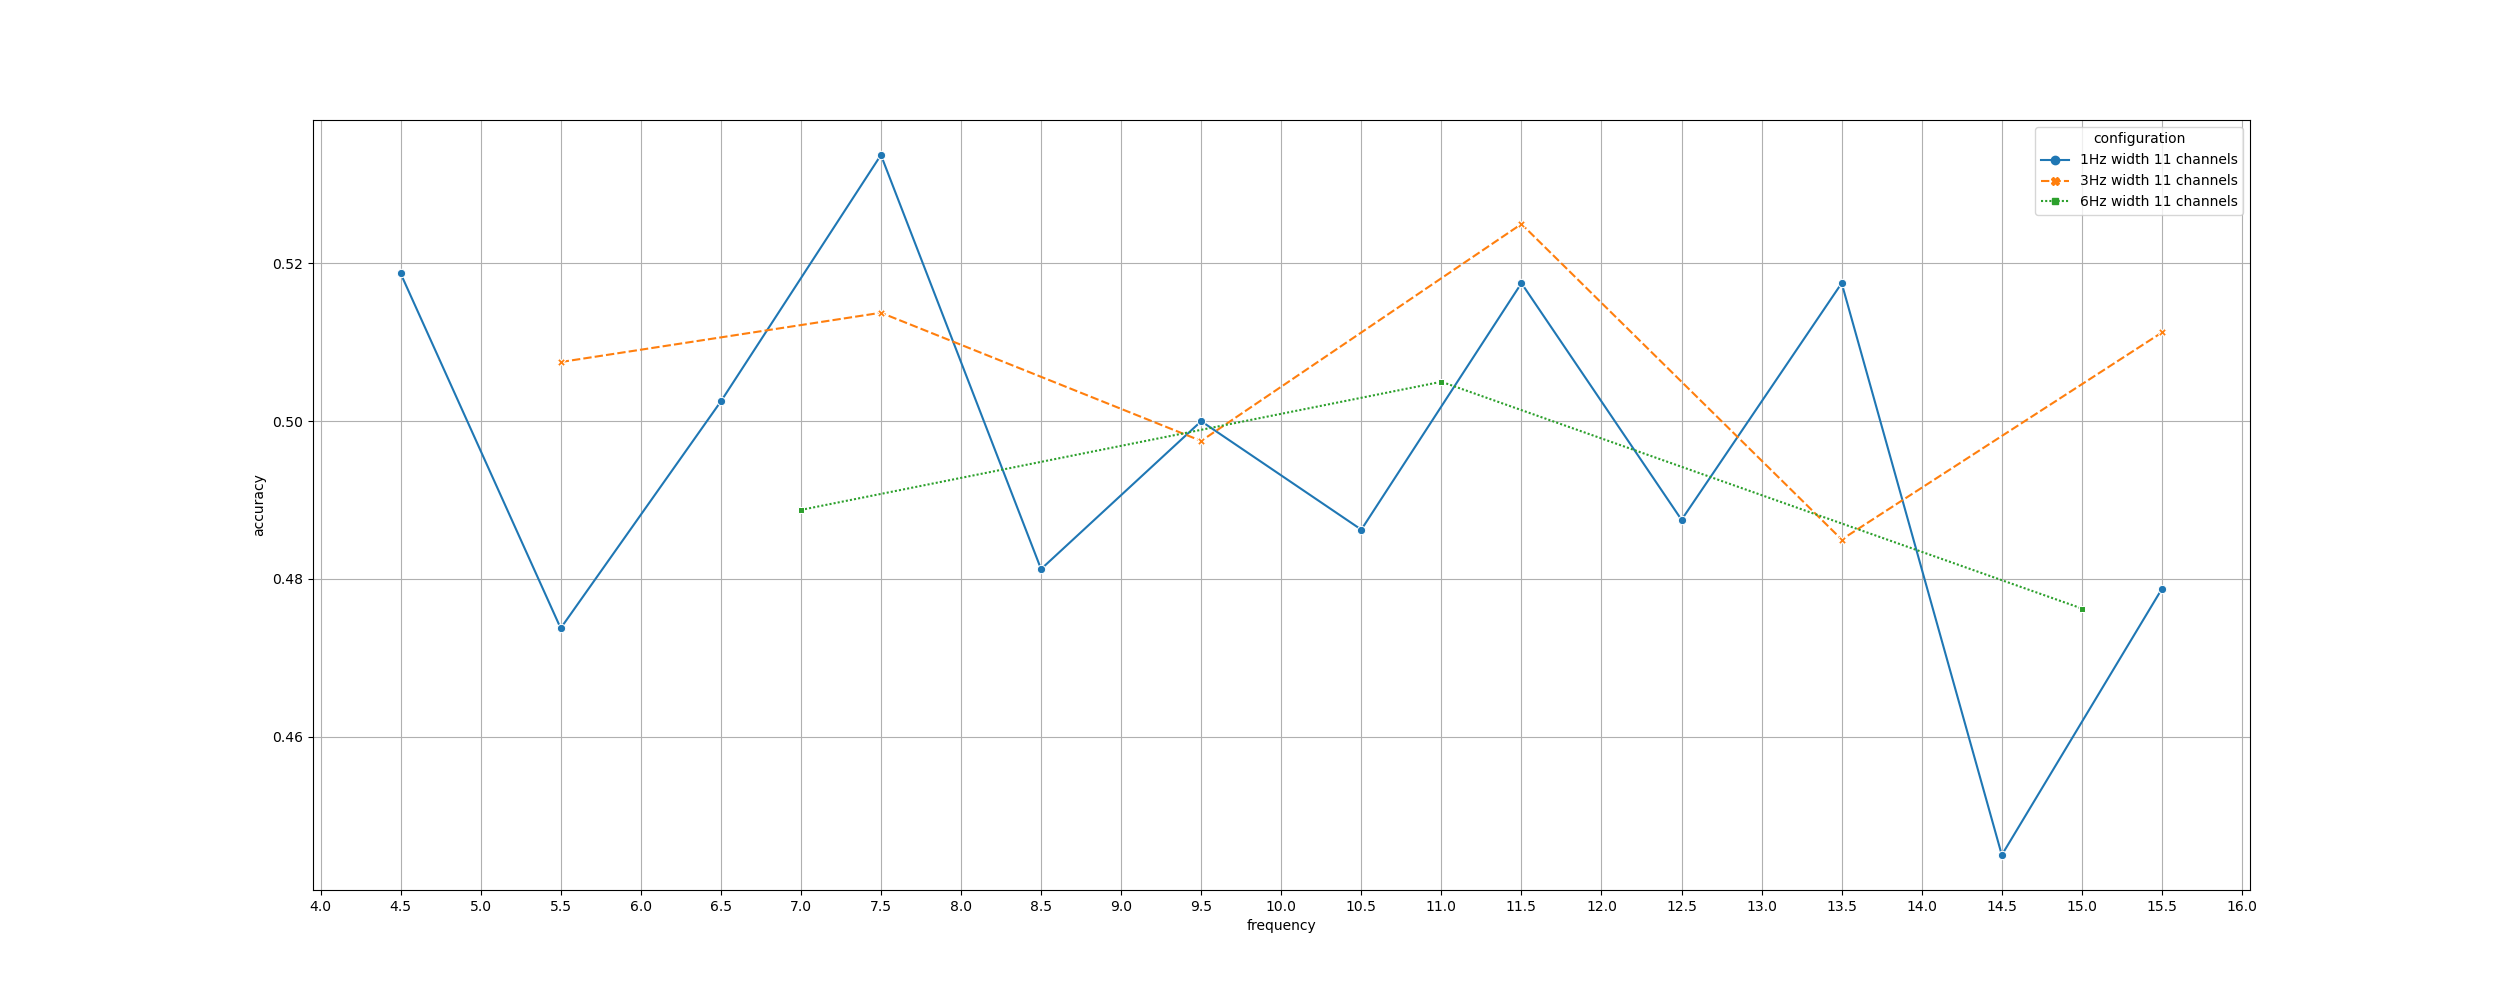 configuration
1Hz width 11 channels
3Hz width 11 channels
6Hz width 11 channels
0.52
0.50
0.48
0.46
accuracy
4.0 4.5 5.0 5.5 6.0 6.5 7.0 7.5 8.0 8.5 9.0 9.5 10.0 10.5 11.0 11.5 12.0 12.5 13.0 13.5 14.0 14.5 15.0 15.5 16.0
frequency